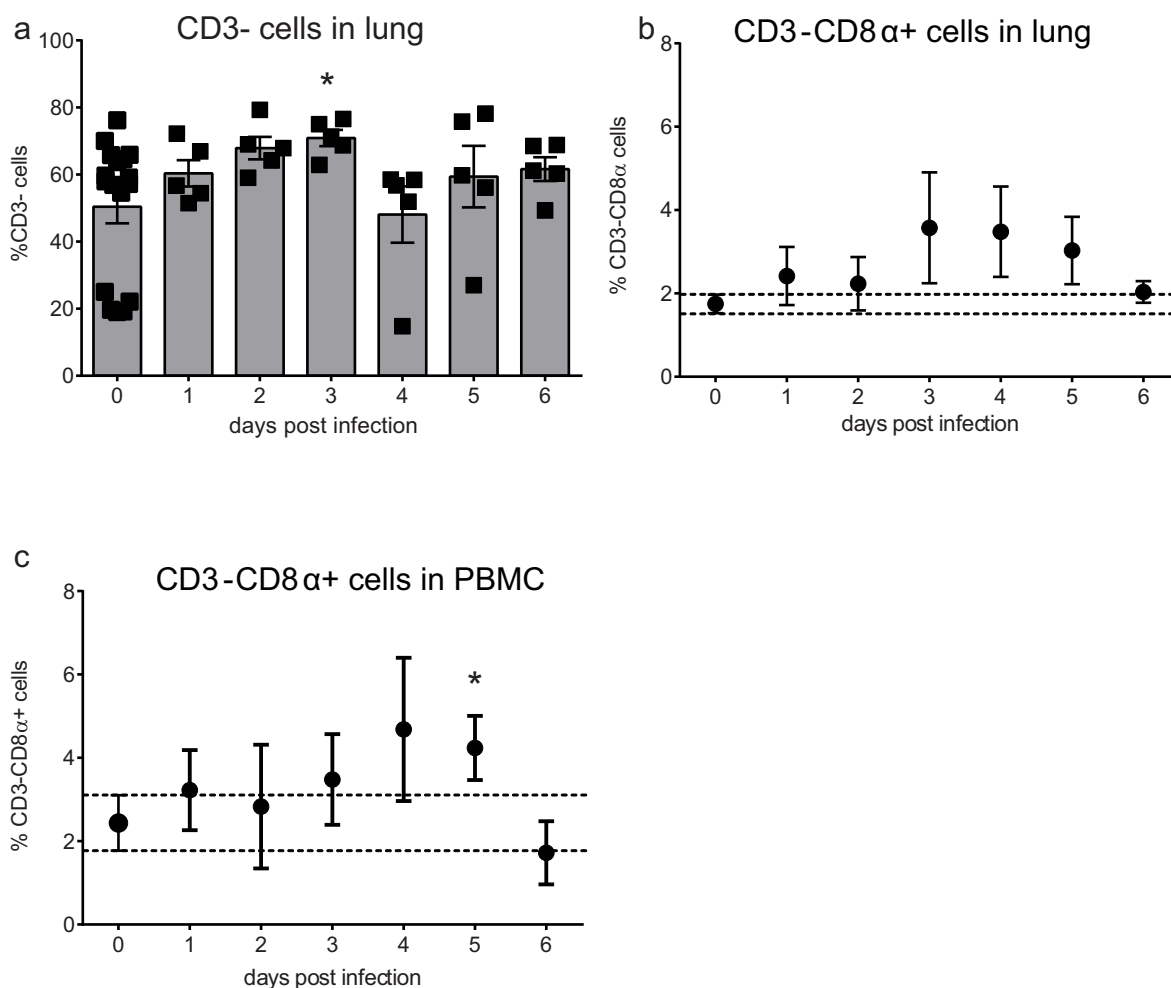 a
CD3- cells in lung
100
80
60
40
20
0
%CD3- cells
*
0 1 2 3 4 5 6
days post infection
b
CD3-CD8α+ cells in lung
8
6
4
2
0
% CD3-CD8α cells
0 1 2 3 4 5 6
days post infection
c
CD3-CD8α+ cells in PBMC
8
6
4
2
0
% CD3-CD8α+ cells
*
0 1 2 3 4 5 6
days post infection